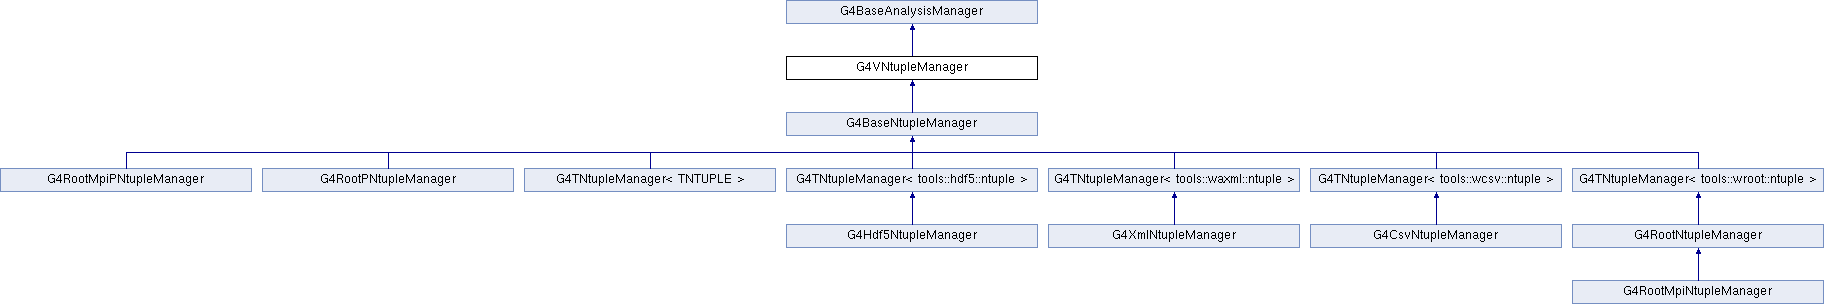 G4BaseAnalysisManager
G4VNtupleManager
G4BaseNtupleManager
G4RootMpiPNtupleManager
G4RootPNtupleManager
G4TNtupleManager< TNTUPLE >
G4TNtupleManager< tools::hdf5::ntuple >
G4TNtupleManager< tools::waxml::ntuple >
G4TNtupleManager< tools::wcsv::ntuple >
G4TNtupleManager< tools::wroot::ntuple >
G4Hdf5NtupleManager
G4XmlNtupleManager
G4CsvNtupleManager
G4RootNtupleManager
G4RootMpiNtupleManager